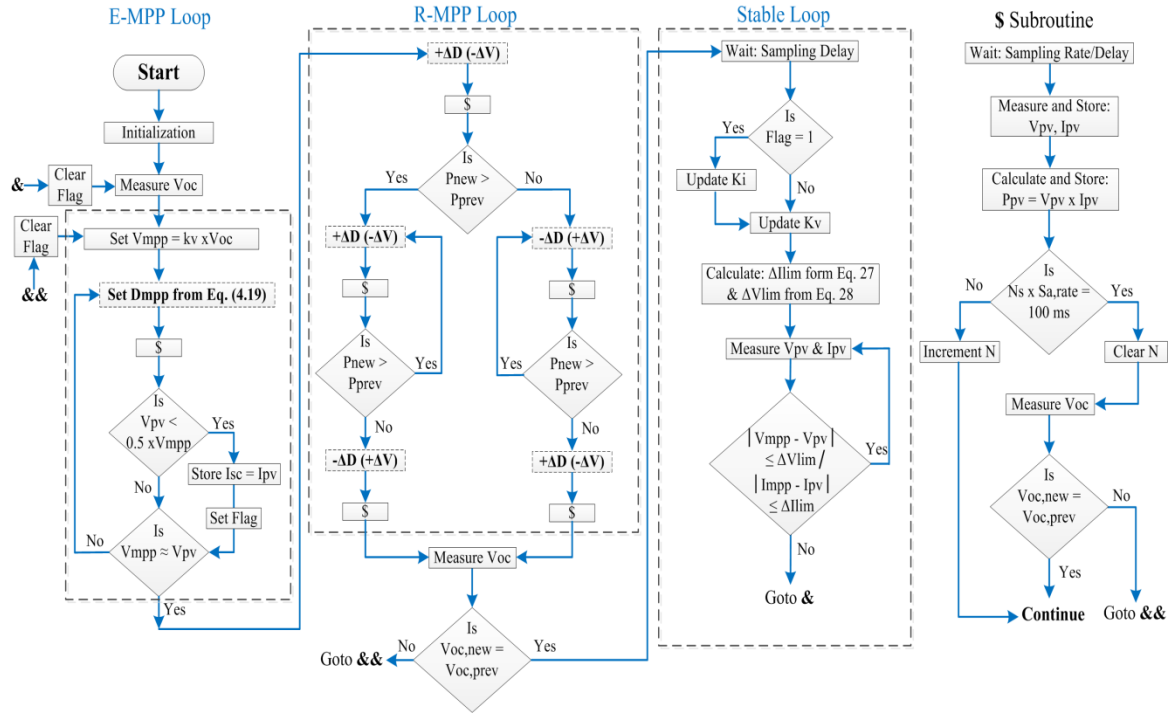 E-MPP Loop
Start
Initialization
&
Clear
Flag
Measure Voc
Clear
Flag
&&
Set Vmpp = kv xVoc
Set Dmpp from Eq. (4.19)
$
Is
Vpv <
0.5 xVmpp
Yes
No
Store Isc = Ipv
Set Flag
Is
Vmpp ≈ Vpv
No
Yes
R-MPP Loop
+ΔD (-ΔV)
$
Is
Pnew >
Pprev
Yes
No
+ΔD (-ΔV)
$
Is
Pnew >
Pprev
Yes
No
-ΔD (+ΔV)
$
-ΔD (+ΔV)
$
Is
Pnew >
Pprev
Yes
No
+ΔD (-ΔV)
$
Measure Voc
Is
Voc,new =
Voc,prev
No
Goto &&
Yes
Stable Loop
Wait: Sampling Delay
Is
Flag = 1
Yes
Update Ki
No
Update Kv
Calculate: ΔIlim form Eq. 27
& ΔVlim from Eq. 28
Measure Vpv & Ipv
| Vmpp - Vpv |
≤ ΔVlim /
| Impp - Ipv |
≤ ΔIlim
Yes
No
Goto &
$ Subroutine
Wait: Sampling Rate/Delay
Measure and Store:
Vpv, Ipv
Calculate and Store:
Ppv = Vpv x Ipv
Is
Ns x Sa,rate =
100 ms
No
Yes
Increment N
Clear N
Measure Voc
Is
Voc,new =
Voc,prev
No
Yes
Continue
Goto &&